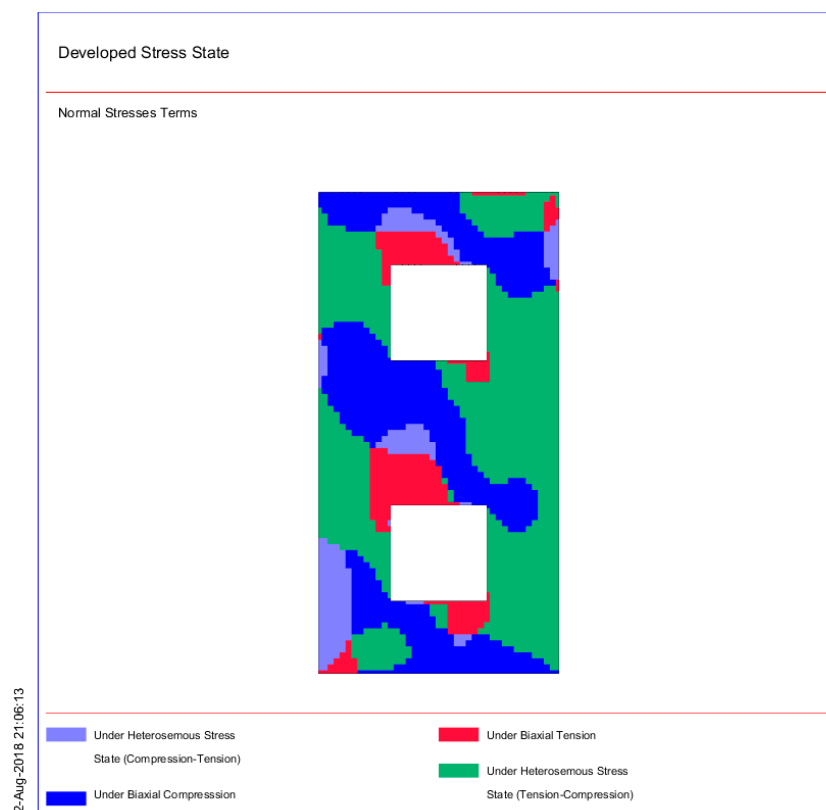 Developed Stress State
Normal Stresses Terms
Under Heterosemous Stress
State (Compression-Tension)
Under Biaxial Compresssion
Under Biaxial Tension
Under Heterosemous Stress
State (Tension-Compression)
2-Aug-2018 21:06:13